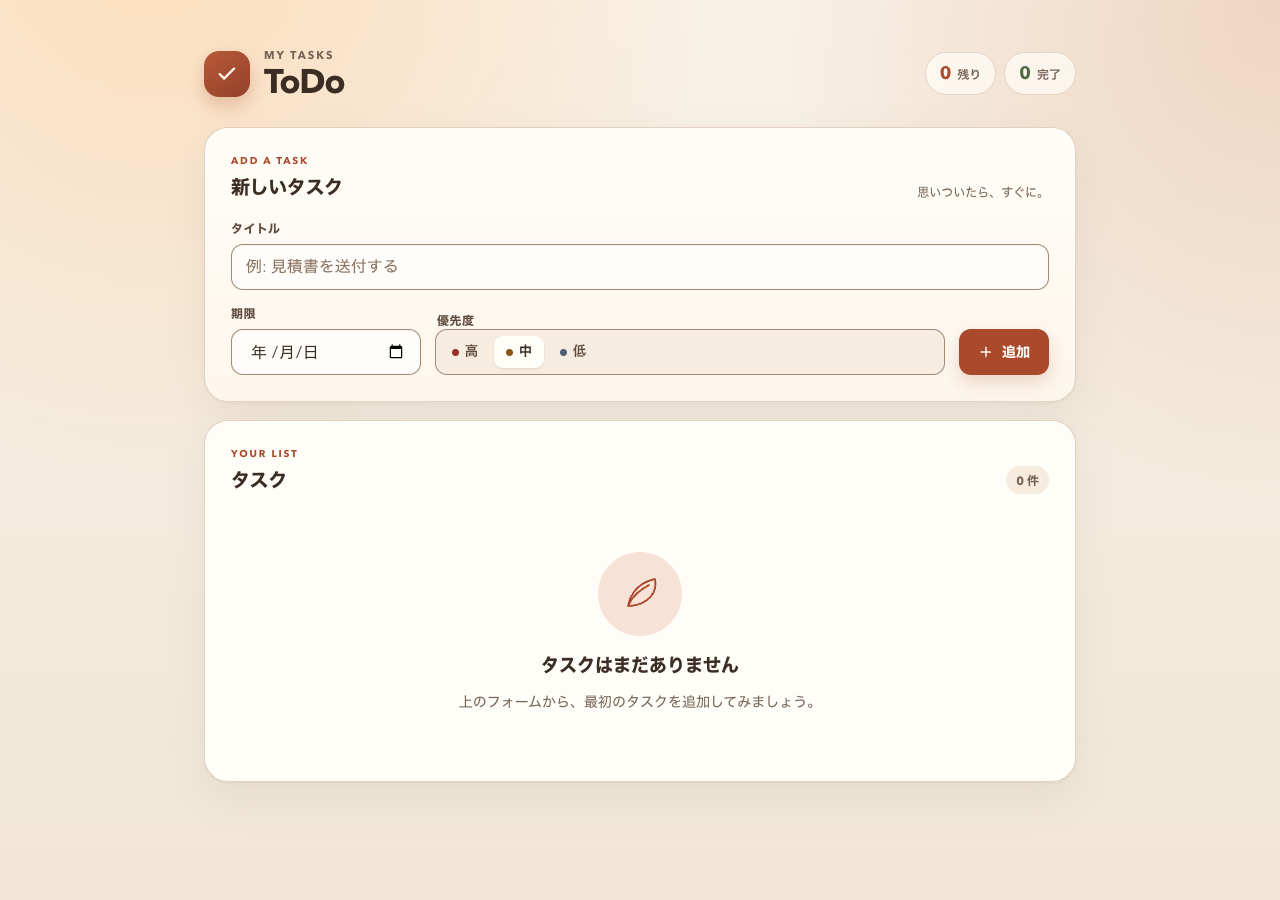 MY TASKS
ToDo
0 残り
0 完了
ADD A TASK
新しいタスク
思いついたら、すぐに。
タイトル
例: 見積書を送付する
期限
優先度
年 /月/日
高
中
低
追加
YOUR LIST
タスク
0 件
タスクはまだありません
上のフォームから、最初のタスクを追加してみましょう。